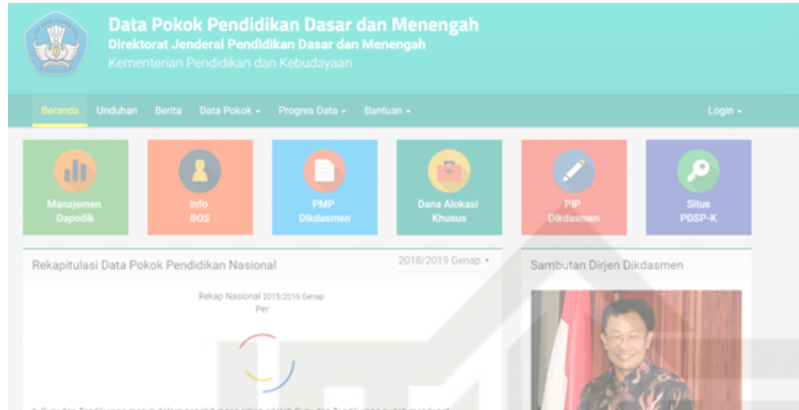 Data Pokok Pendidikan Dasar dan Menengah
Direktorat Jenderal Pendidikan Dasar dan Menengah
Kementerian Pendidikan dan Kebudayaan
Beranda Unduhan Berita Data Pokok Progres Data Bantuan Login
Manajemen
Dapodik
Info
BOS
PMP
Dikdasmen
Dana Alokasi
Khusus
PIP
Dikdasmen
Situs
PDSP-K
Rekapitulasi Data Pokok Pendidikan Nasional
2018/2019 Genap
Sambutan Dirjen Dikdasmen
Rekap Nasional 2015/2016 Genap
Per